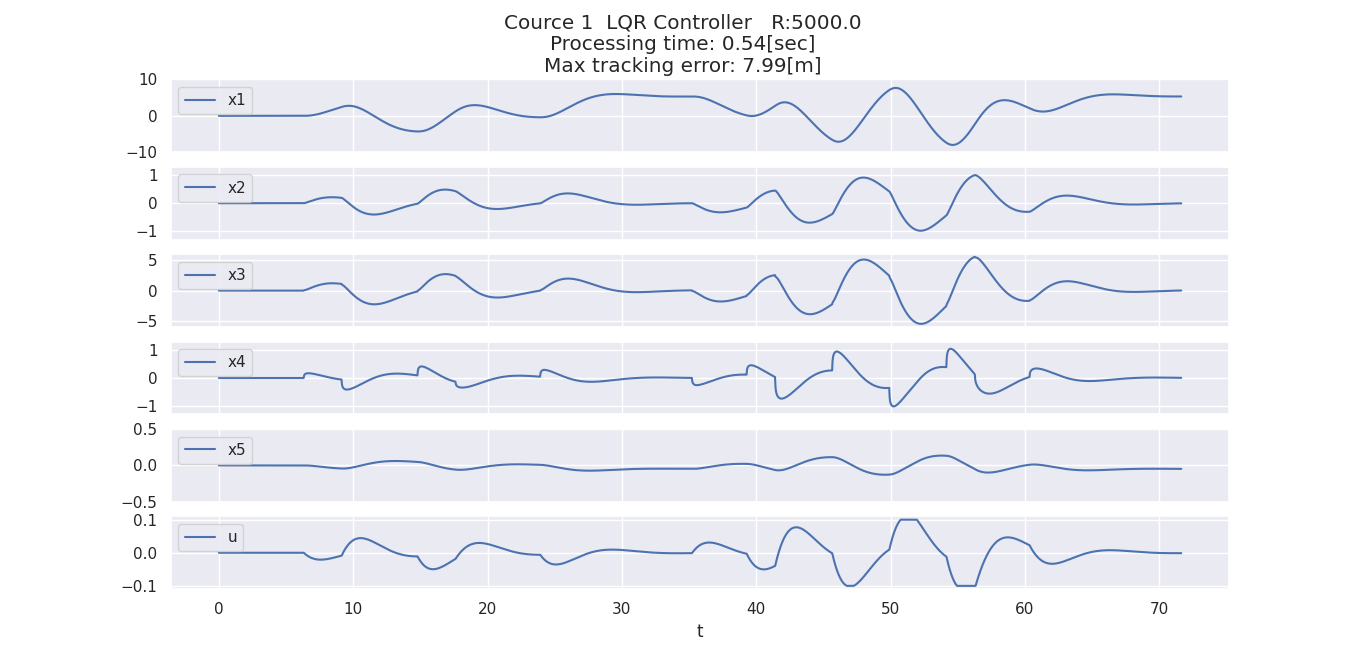 Cource 1  LQR Controller   R:5000.0
Processing time: 0.54[sec]
Max tracking error: 7.99[m]
10
0
−10
x1
1
0
−1
x2
5
0
−5
x3
1
0
−1
x4
0.5
0.0
−0.5
x5
0.1
0.0
−0.1
u
0 10 20 30 40 50 60 70
t